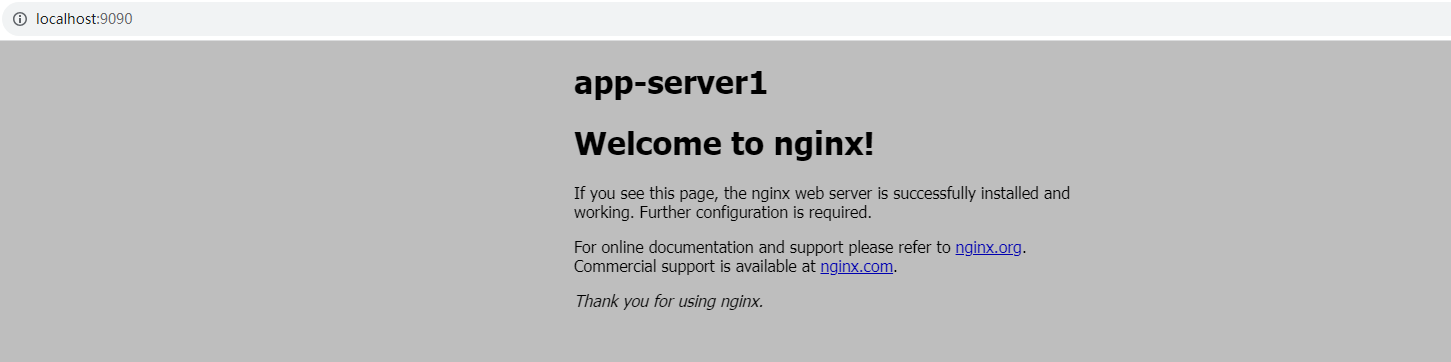 localhost:9090
app-server1
Welcome to nginx!
If you see this page, the nginx web server is successfully installed and
working. Further configuration is required.
For online documentation and support please refer to nginx.org.
Commercial support is available at nginx.com.
Thank you for using nginx.